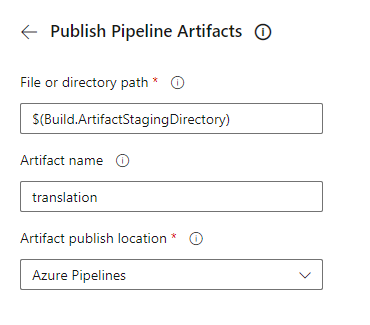 Publish Pipeline Artifacts
File or directory path *
$(Build.ArtifactStagingDirectory)
Artifact name
translation
Artifact publish location *
Azure Pipelines